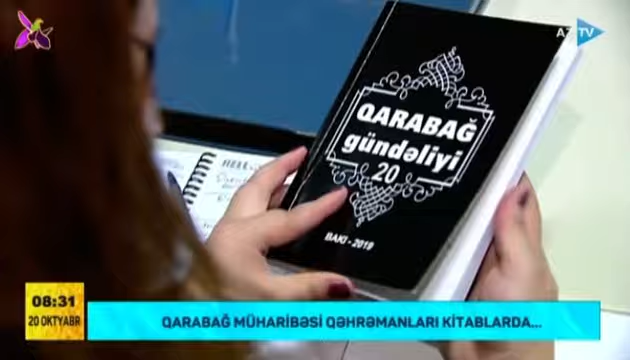 AZTV
QARABAĞ
gündəliyi
20
BAKI - 2019
08:31
20 OKTYABR
QARABAĞ MÜHARİBƏSİ QƏHRƏMANLARI KİTABLARDA...